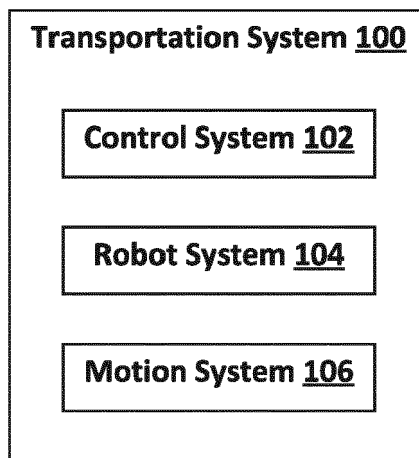 Transportation System 100
Control System 102
Robot System 104
Motion System 106